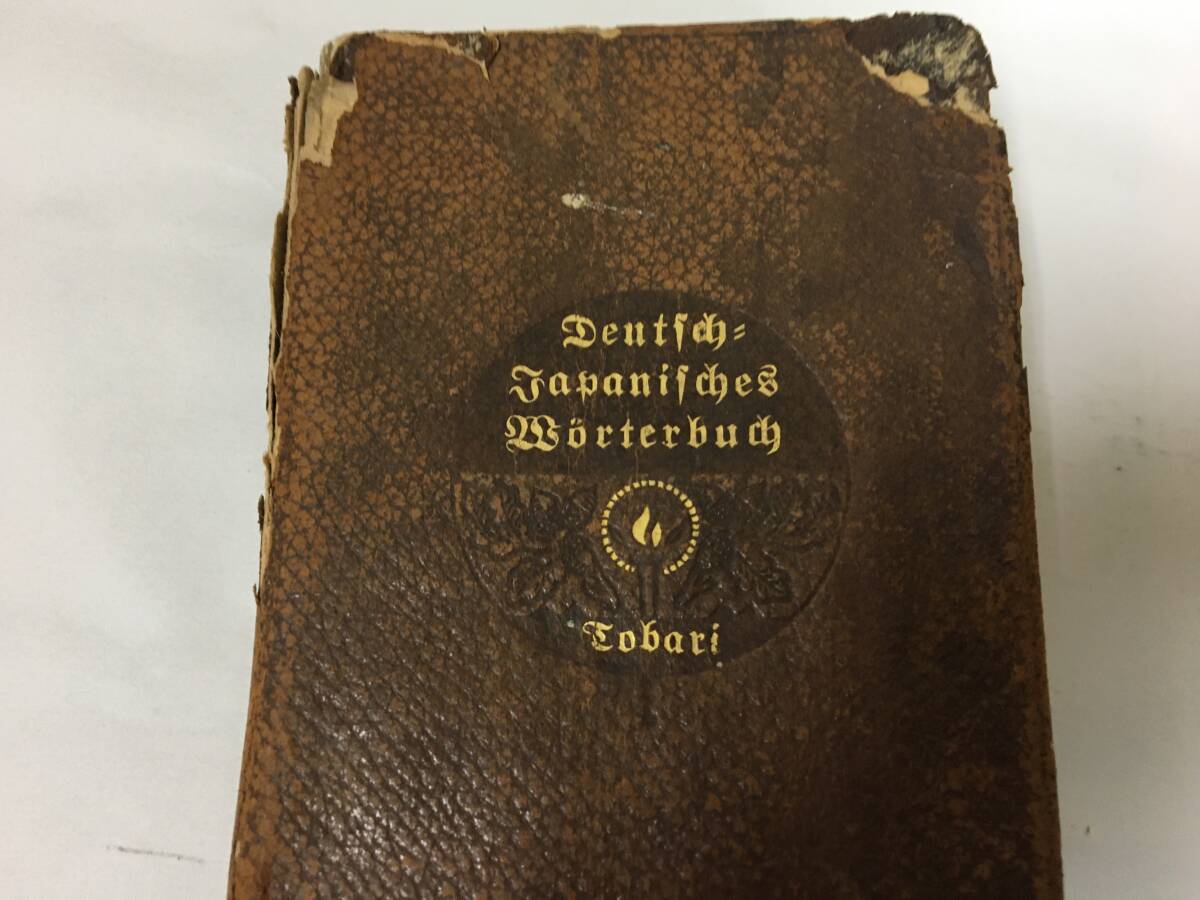 Deutsch=
Japanisches
Wörterbuch
Tobari